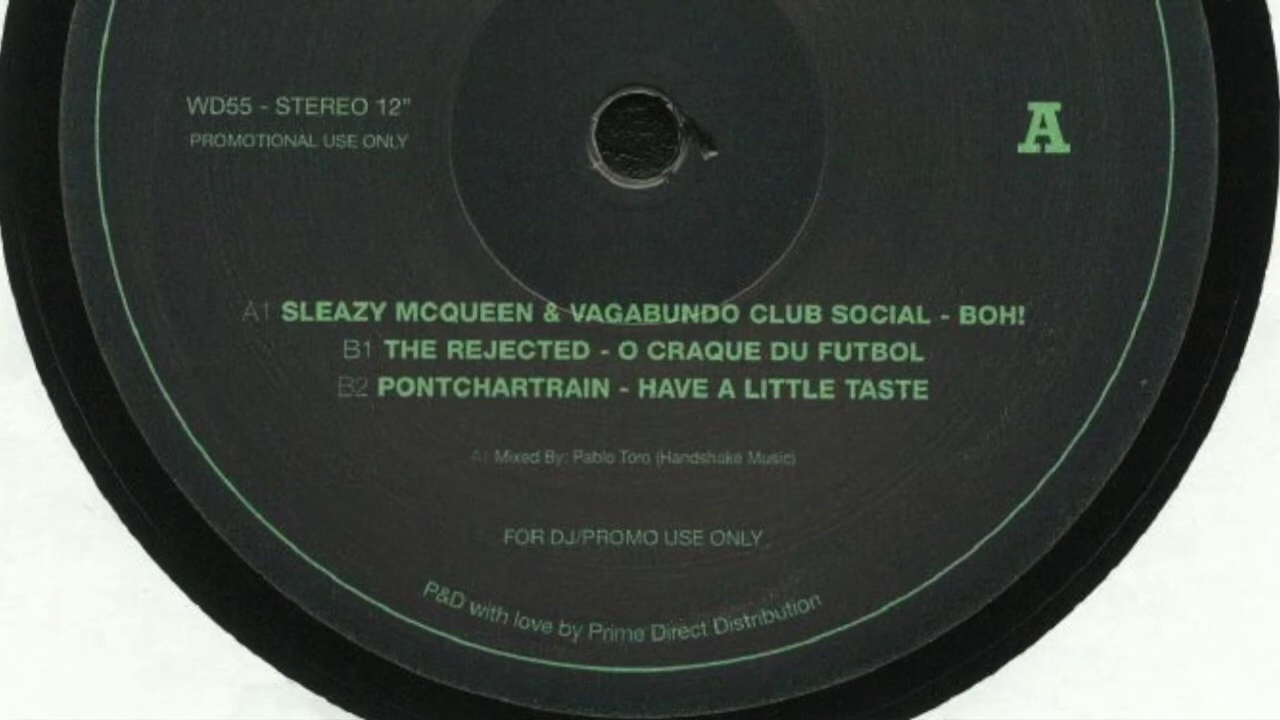 WD55 - STEREO 12"
PROMOTIONAL USE ONLY
A
A1 SLEAZY MCQUEEN & VAGABUNDO CLUB SOCIAL - BOH!
B1 THE REJECTED - O CRAQUE DU FUTBOL
B2 PONTCHARTRAIN - HAVE A LITTLE TASTE
A1 Mixed By: Pablo Toro (Handshake Music)
FOR DJ/PROMO USE ONLY
P&D with love by Prime Direct Distribution